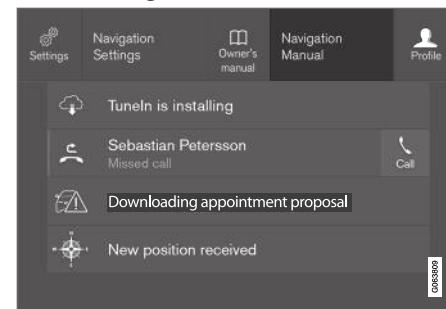 Settings
Navigation
Settings
Owner's
manual
Navigation
Manual
Profile
TuneIn is installing
Sebastian Petersson
Missed call
Call
Downloading appointment proposal
New position received
G063809